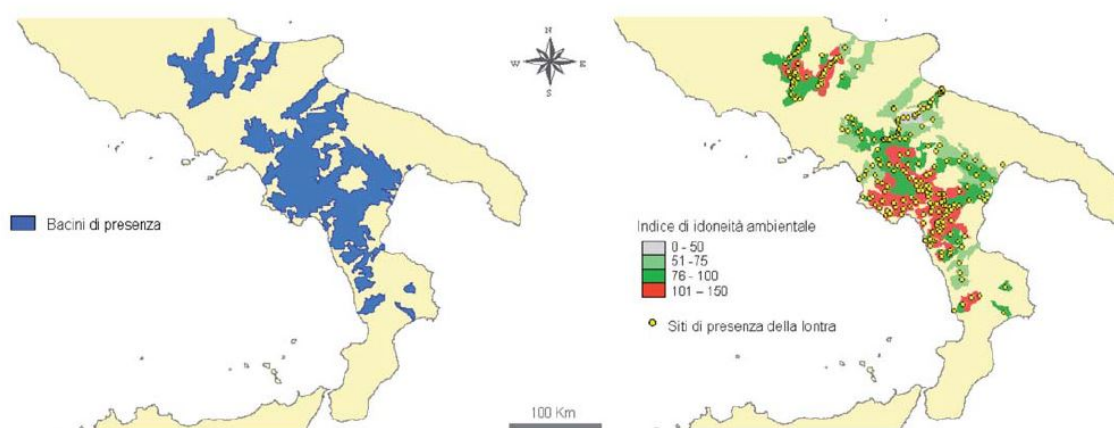 N
W E
S
Bacini di presenza
Indice di idoneità ambientale
0 - 50
51 -75
76 - 100
101 – 150
Siti di presenza della lontra
100 Km